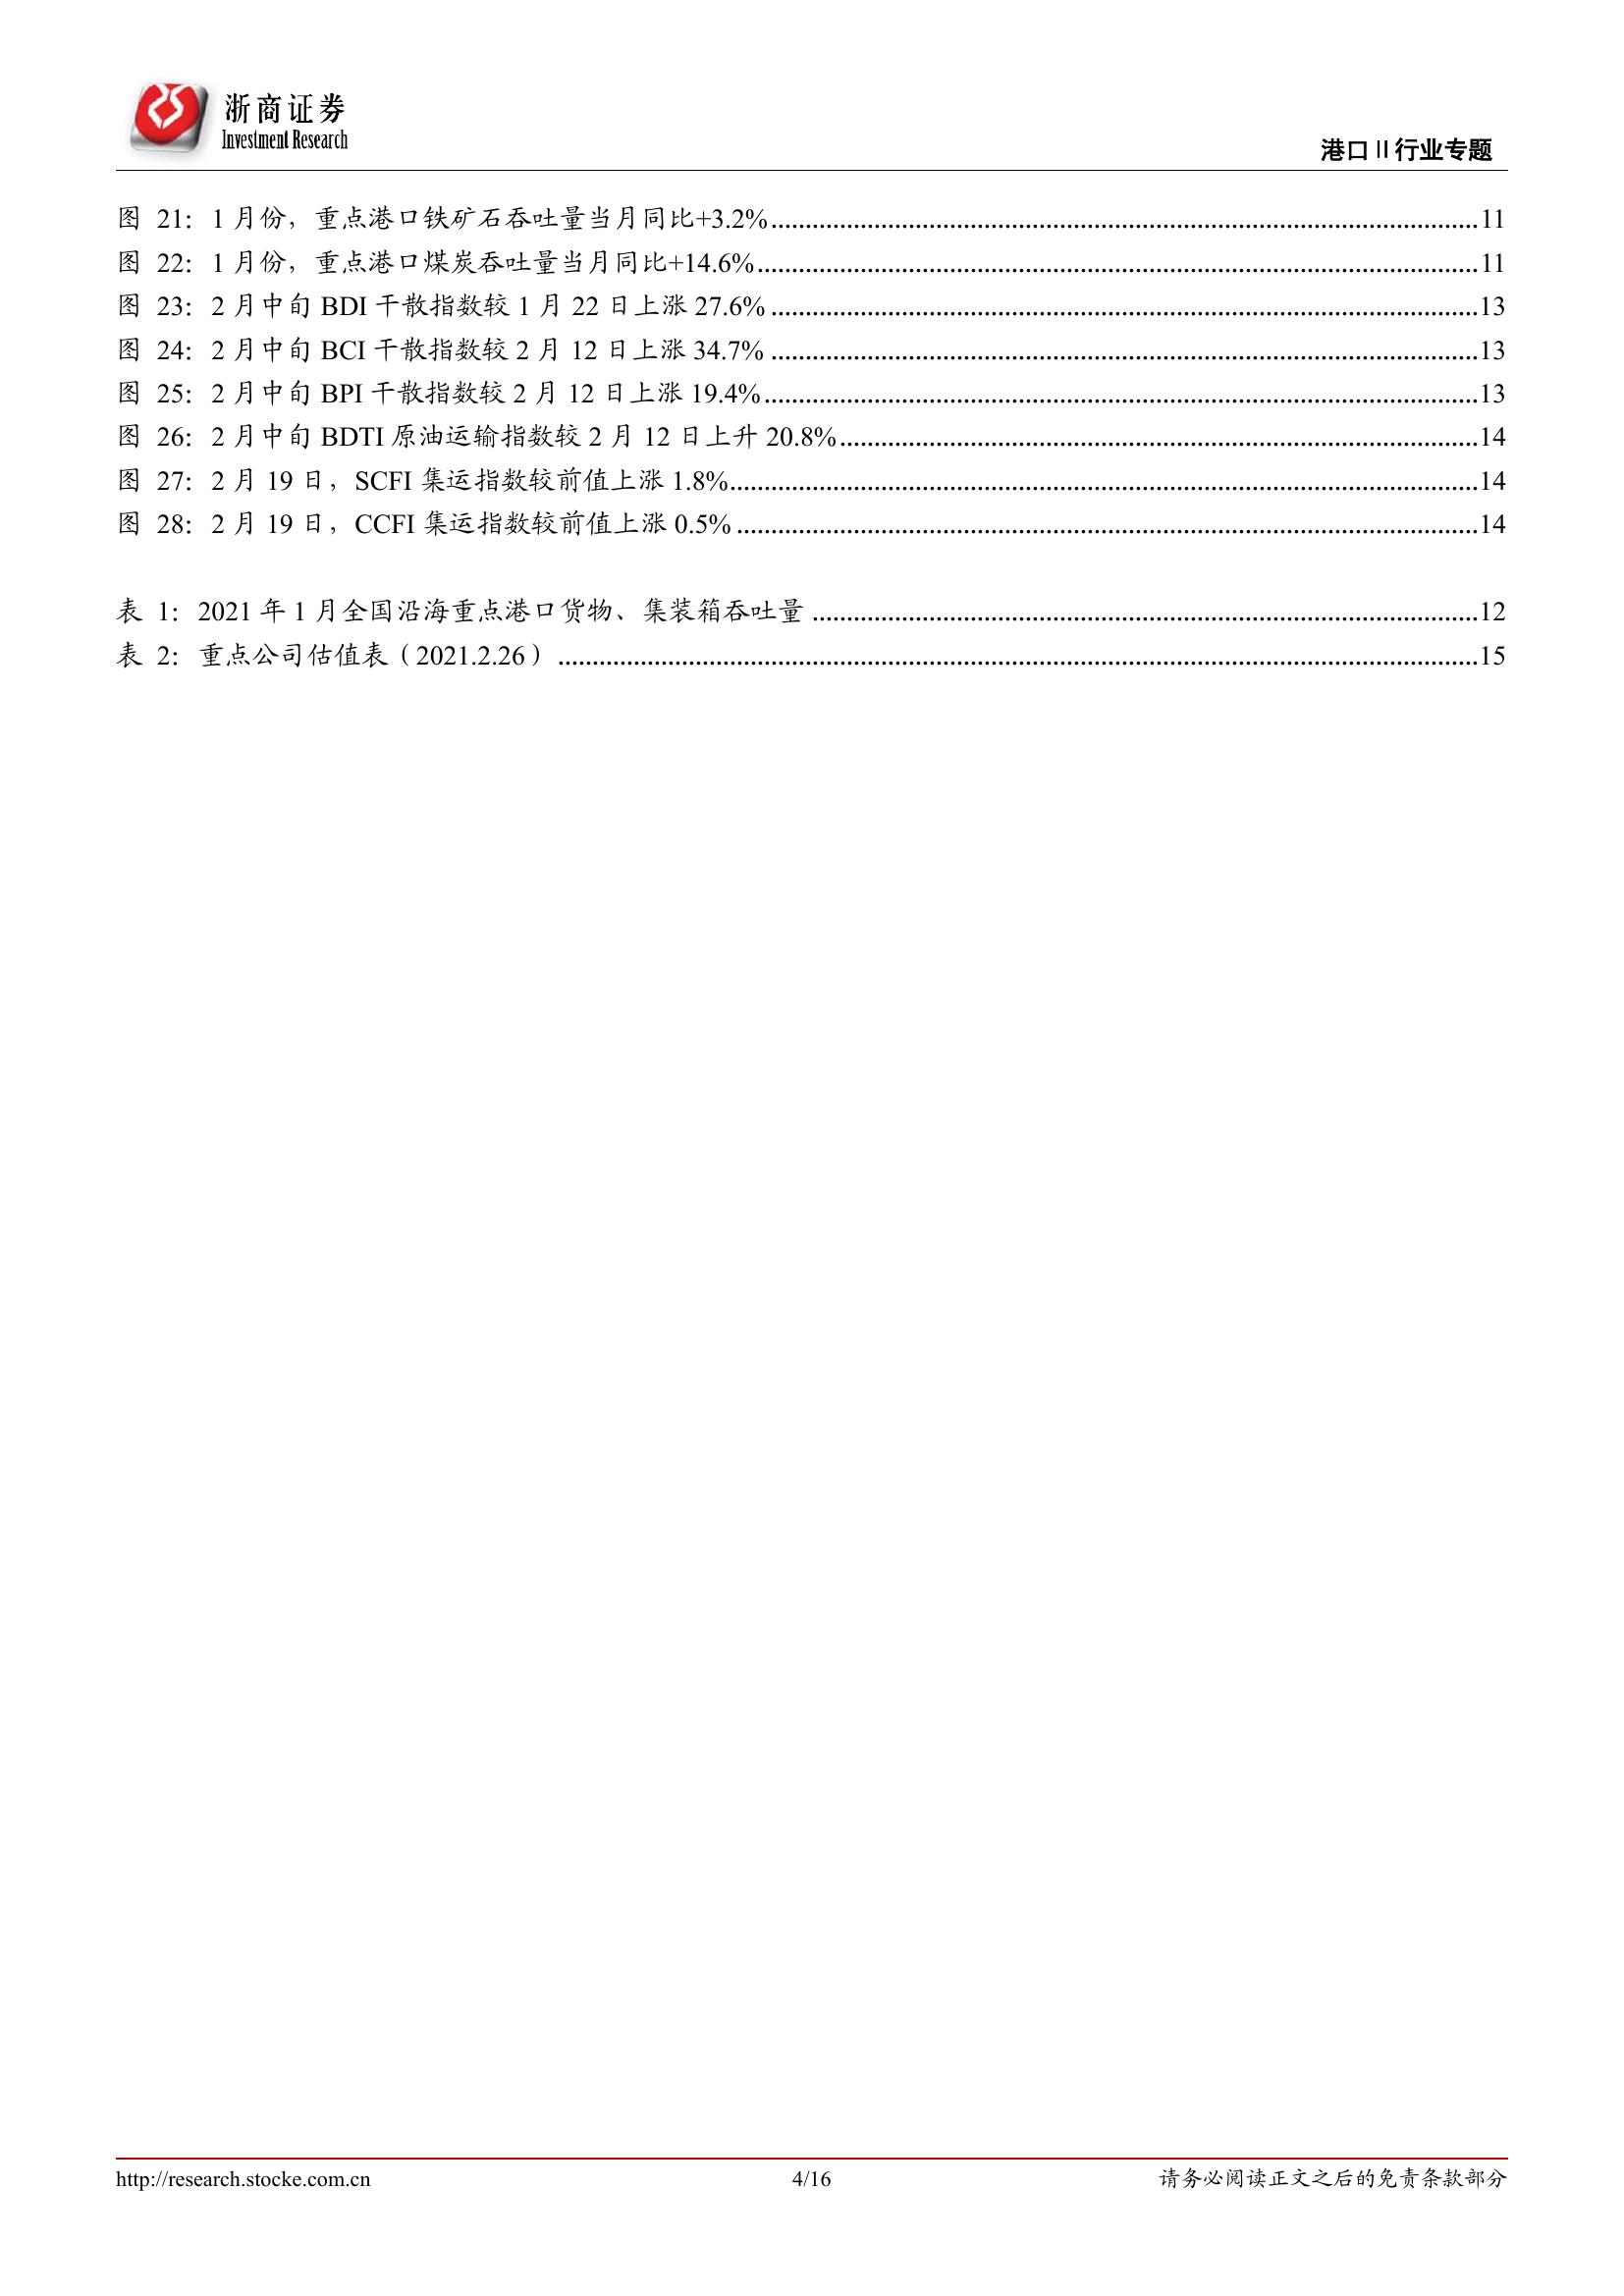 浙商证券
Investment Research
港口Ⅱ行业专题
图 21：1 月份，重点港口铁矿石吞吐量当月同比+3.2%...11
图 22：1 月份，重点港口煤炭吞吐量当月同比+14.6%...11
图 23：2 月中旬 BDI 干散指数较 1 月 22 日上涨 27.6%...13
图 24：2 月中旬 BCI 干散指数较 2 月 12 日上涨 34.7%...13
图 25：2 月中旬 BPI 干散指数较 2 月 12 日上涨 19.4%...13
图 26：2 月中旬 BDTI 原油运输指数较 2 月 12 日上升 20.8%...14
图 27：2 月 19 日，SCFI 集运指数较前值上涨 1.8%...14
图 28：2 月 19 日，CCFI 集运指数较前值上涨 0.5%...14
表 1：2021 年 1 月全国沿海重点港口货物、集装箱吞吐量...12
表 2：重点公司估值表（2021.2.26）...15
http://research.stocke.com.cn
4/16
请务必阅读正文之后的免责条款部分